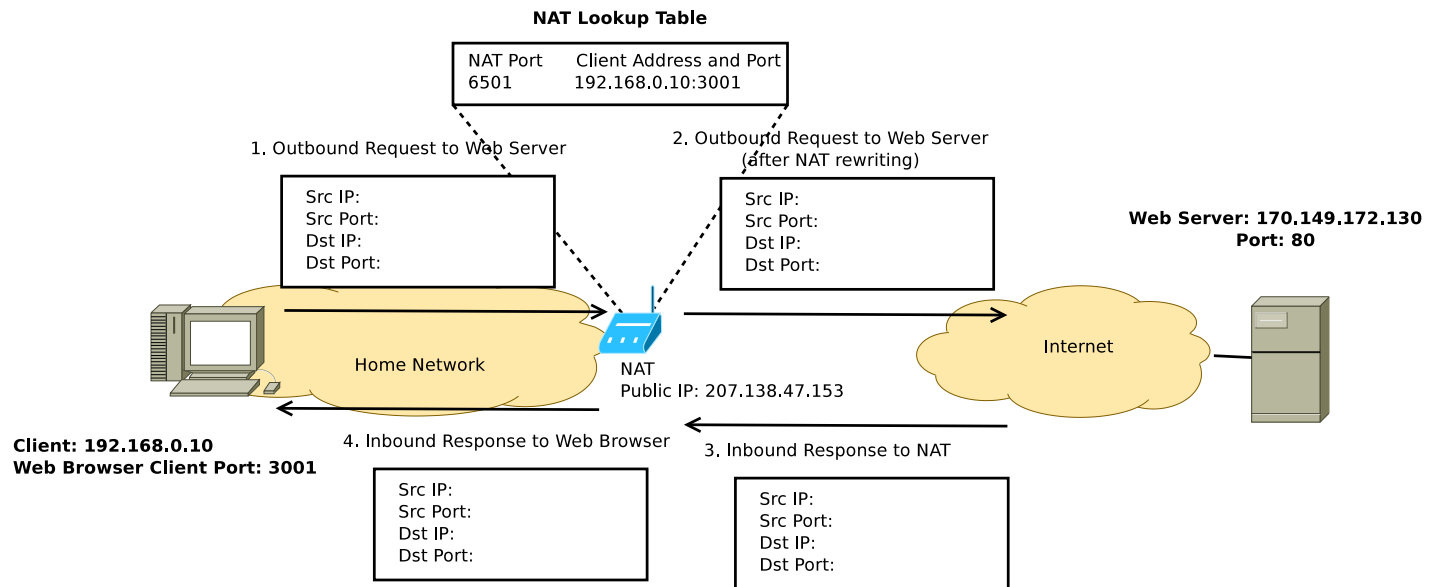 NAT Lookup Table
NAT Port Client Address and Port
6501 192.168.0.10:3001
1. Outbound Request to Web Server
Src IP:
Src Port:
Dst IP:
Dst Port:
2. Outbound Request to Web Server
(after NAT rewriting)
Src IP:
Src Port:
Dst IP:
Dst Port:
Web Server: 170.149.172.130
Port: 80
Home Network
NAT
Public IP: 207.138.47.153
Internet
Client: 192.168.0.10
Web Browser Client Port: 3001
4. Inbound Response to Web Browser
Src IP:
Src Port:
Dst IP:
Dst Port:
3. Inbound Response to NAT
Src IP:
Src Port:
Dst IP:
Dst Port: